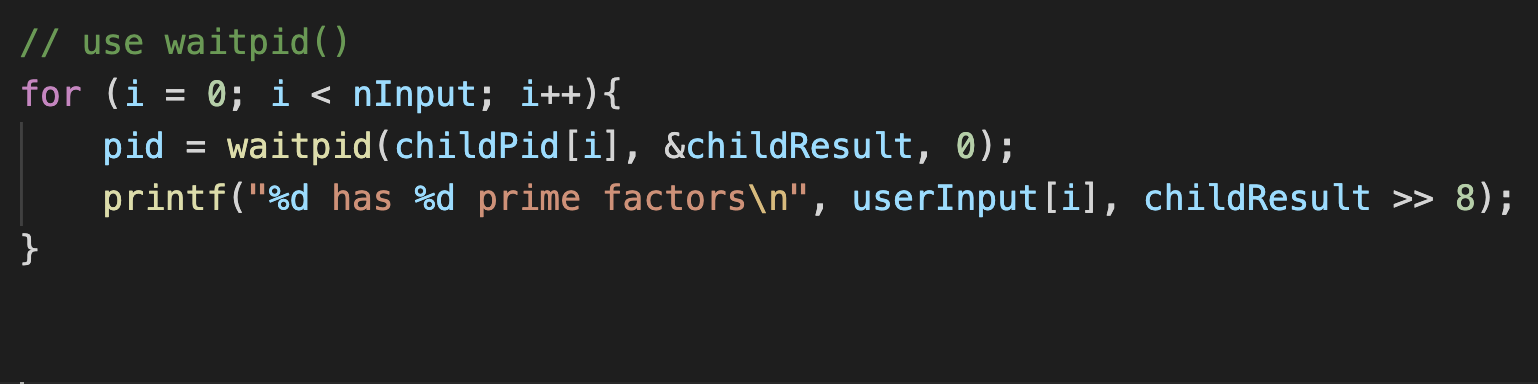 // use waitpid()
for (i = 0; i < nInput; i++){
    pid = waitpid(childPid[i], &childResult, 0);
    printf("%d has %d prime factors\n", userInput[i], childResult >> 8);
}